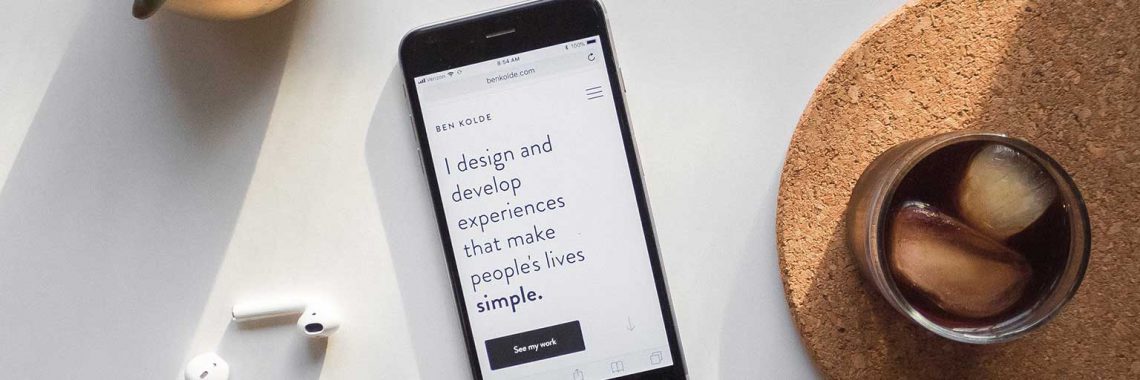 Verizon
8:54 AM
100%
benkolde.com
BEN KOLDE
I design and
develop
experiences
that make
people's lives
simple.
See my work